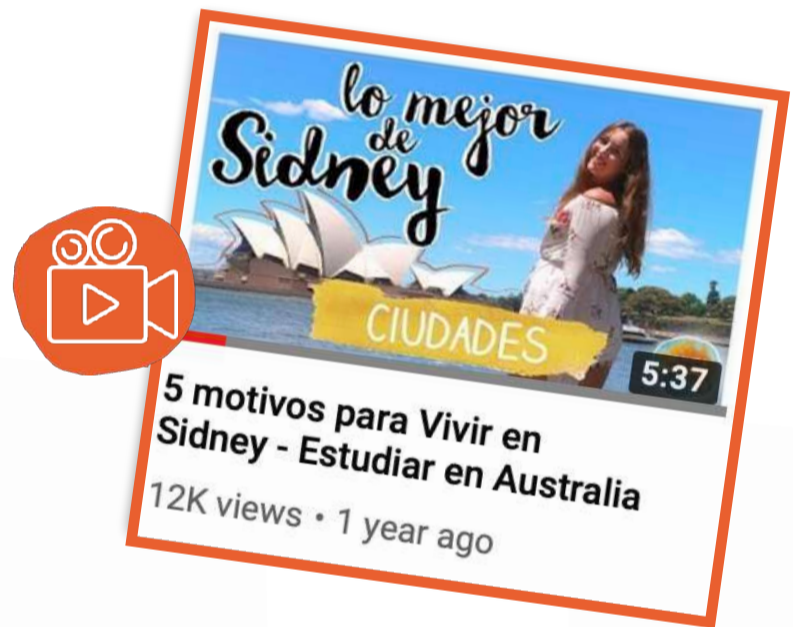 lo mejor
de
Sidney
CIUDADES
5:37
5 motivos para Vivir en
Sidney - Estudiar en Australia
12K views • 1 year ago